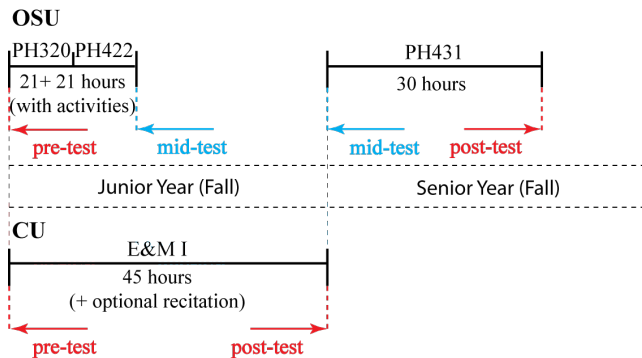 OSU
PH320 PH422
PH431
21+ 21 hours
(with activities)
30 hours
pre-test
mid-test
mid-test
post-test
Junior Year (Fall)
Senior Year (Fall)
CU
E&M I
45 hours
(+ optional recitation)
pre-test
post-test